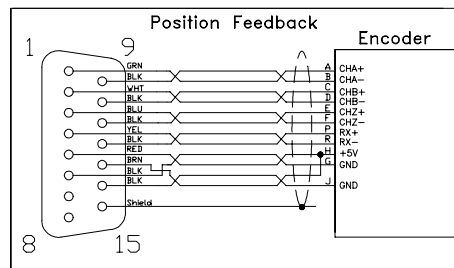 Position Feedback
1
9
Encoder
GRN
A
CHA+
BLK
B
CHA−
WHT
C
CHB+
BLK
D
CHB−
BLU
E
CHZ+
BLK
F
CHZ−
YEL
P
RX+
BLK
R
RX−
RED
H
+5V
BRN
G
GND
BLK
BLK
J
GND
Shield
8
15